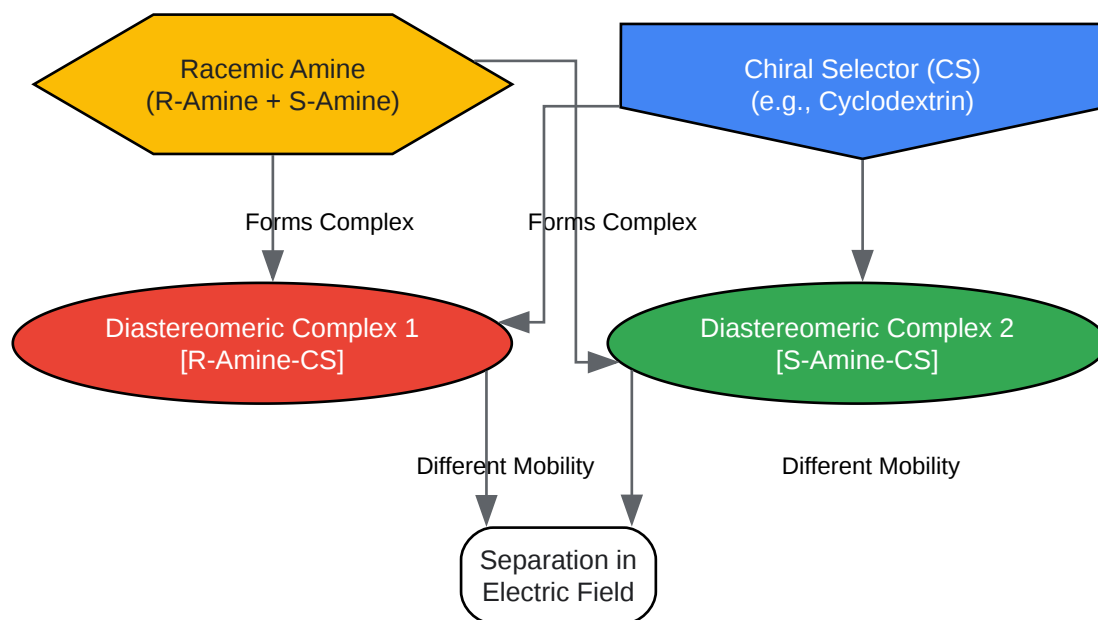 Racemic Amine
(R-Amine + S-Amine)
Chiral Selector (CS)
(e.g., Cyclodextrin)
Forms Complex
Forms Complex
Diastereomeric Complex 1
[R-Amine-CS]
Diastereomeric Complex 2
[S-Amine-CS]
Different Mobility
Different Mobility
Separation in
Electric Field